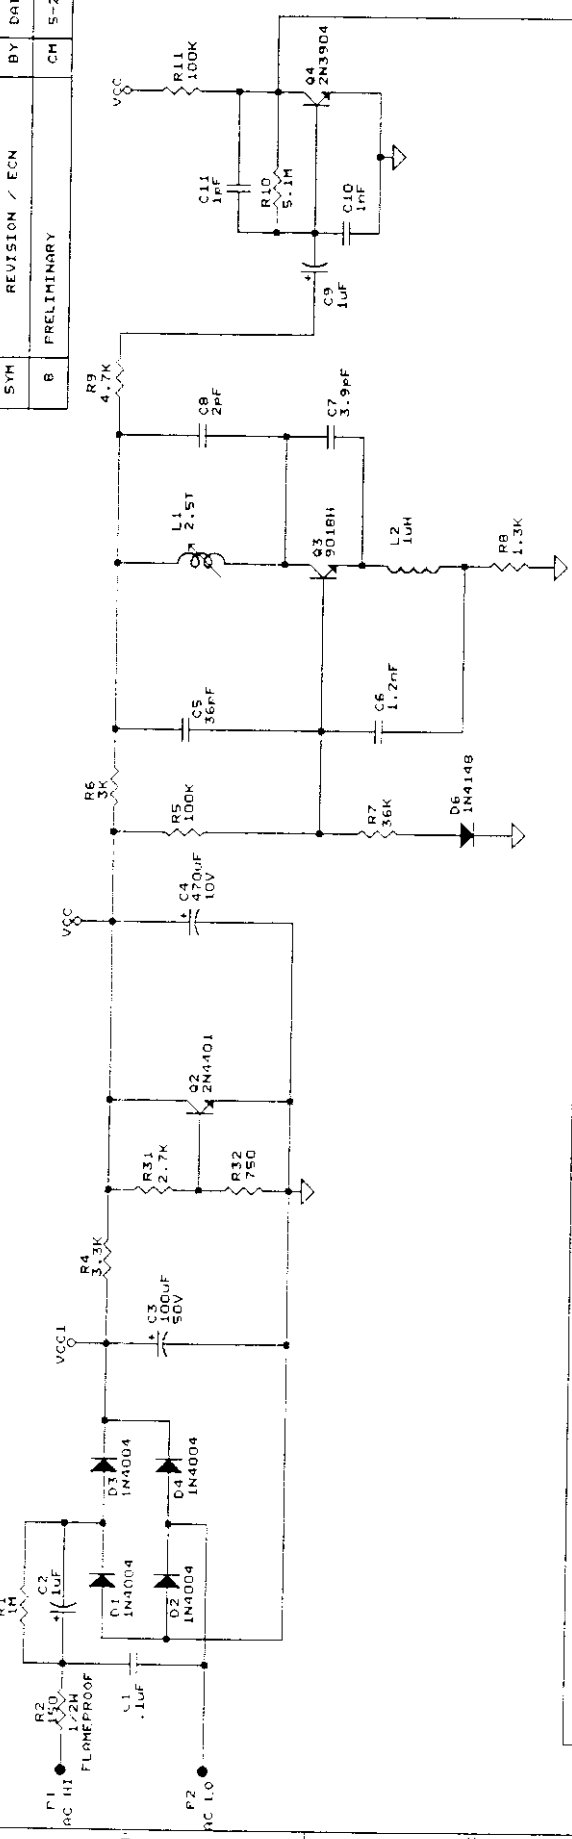 SYM REVISION / ECN BY
B PRELIMINARY CM 5-2
P1
AC HI
P2
AC LO
R2
150
1/2W
FLAMEPROOF
1M
C2
1uF
.1uF
D1
1N4004
D2
1N4004
D3
1N4004
D4
1N4004
VCC1
C3
100uF
50V
R4
3.3K
R31
2.7K
R32
750
Q2
2N4401
VCC
C4
470uF
10V
R5
100K
R6
3K
R7
36K
D6
1N4148
C5
36pF
C6
1.2nF
L1
2.5T
Q3
9018H
L2
1uH
R8
1.3K
C8
2pF
C7
3.9pF
R9
4.7K
C9
1uF
VCC
R11
100K
C11
1pF
R10
5.1M
C10
1nF
Q4
2N3904